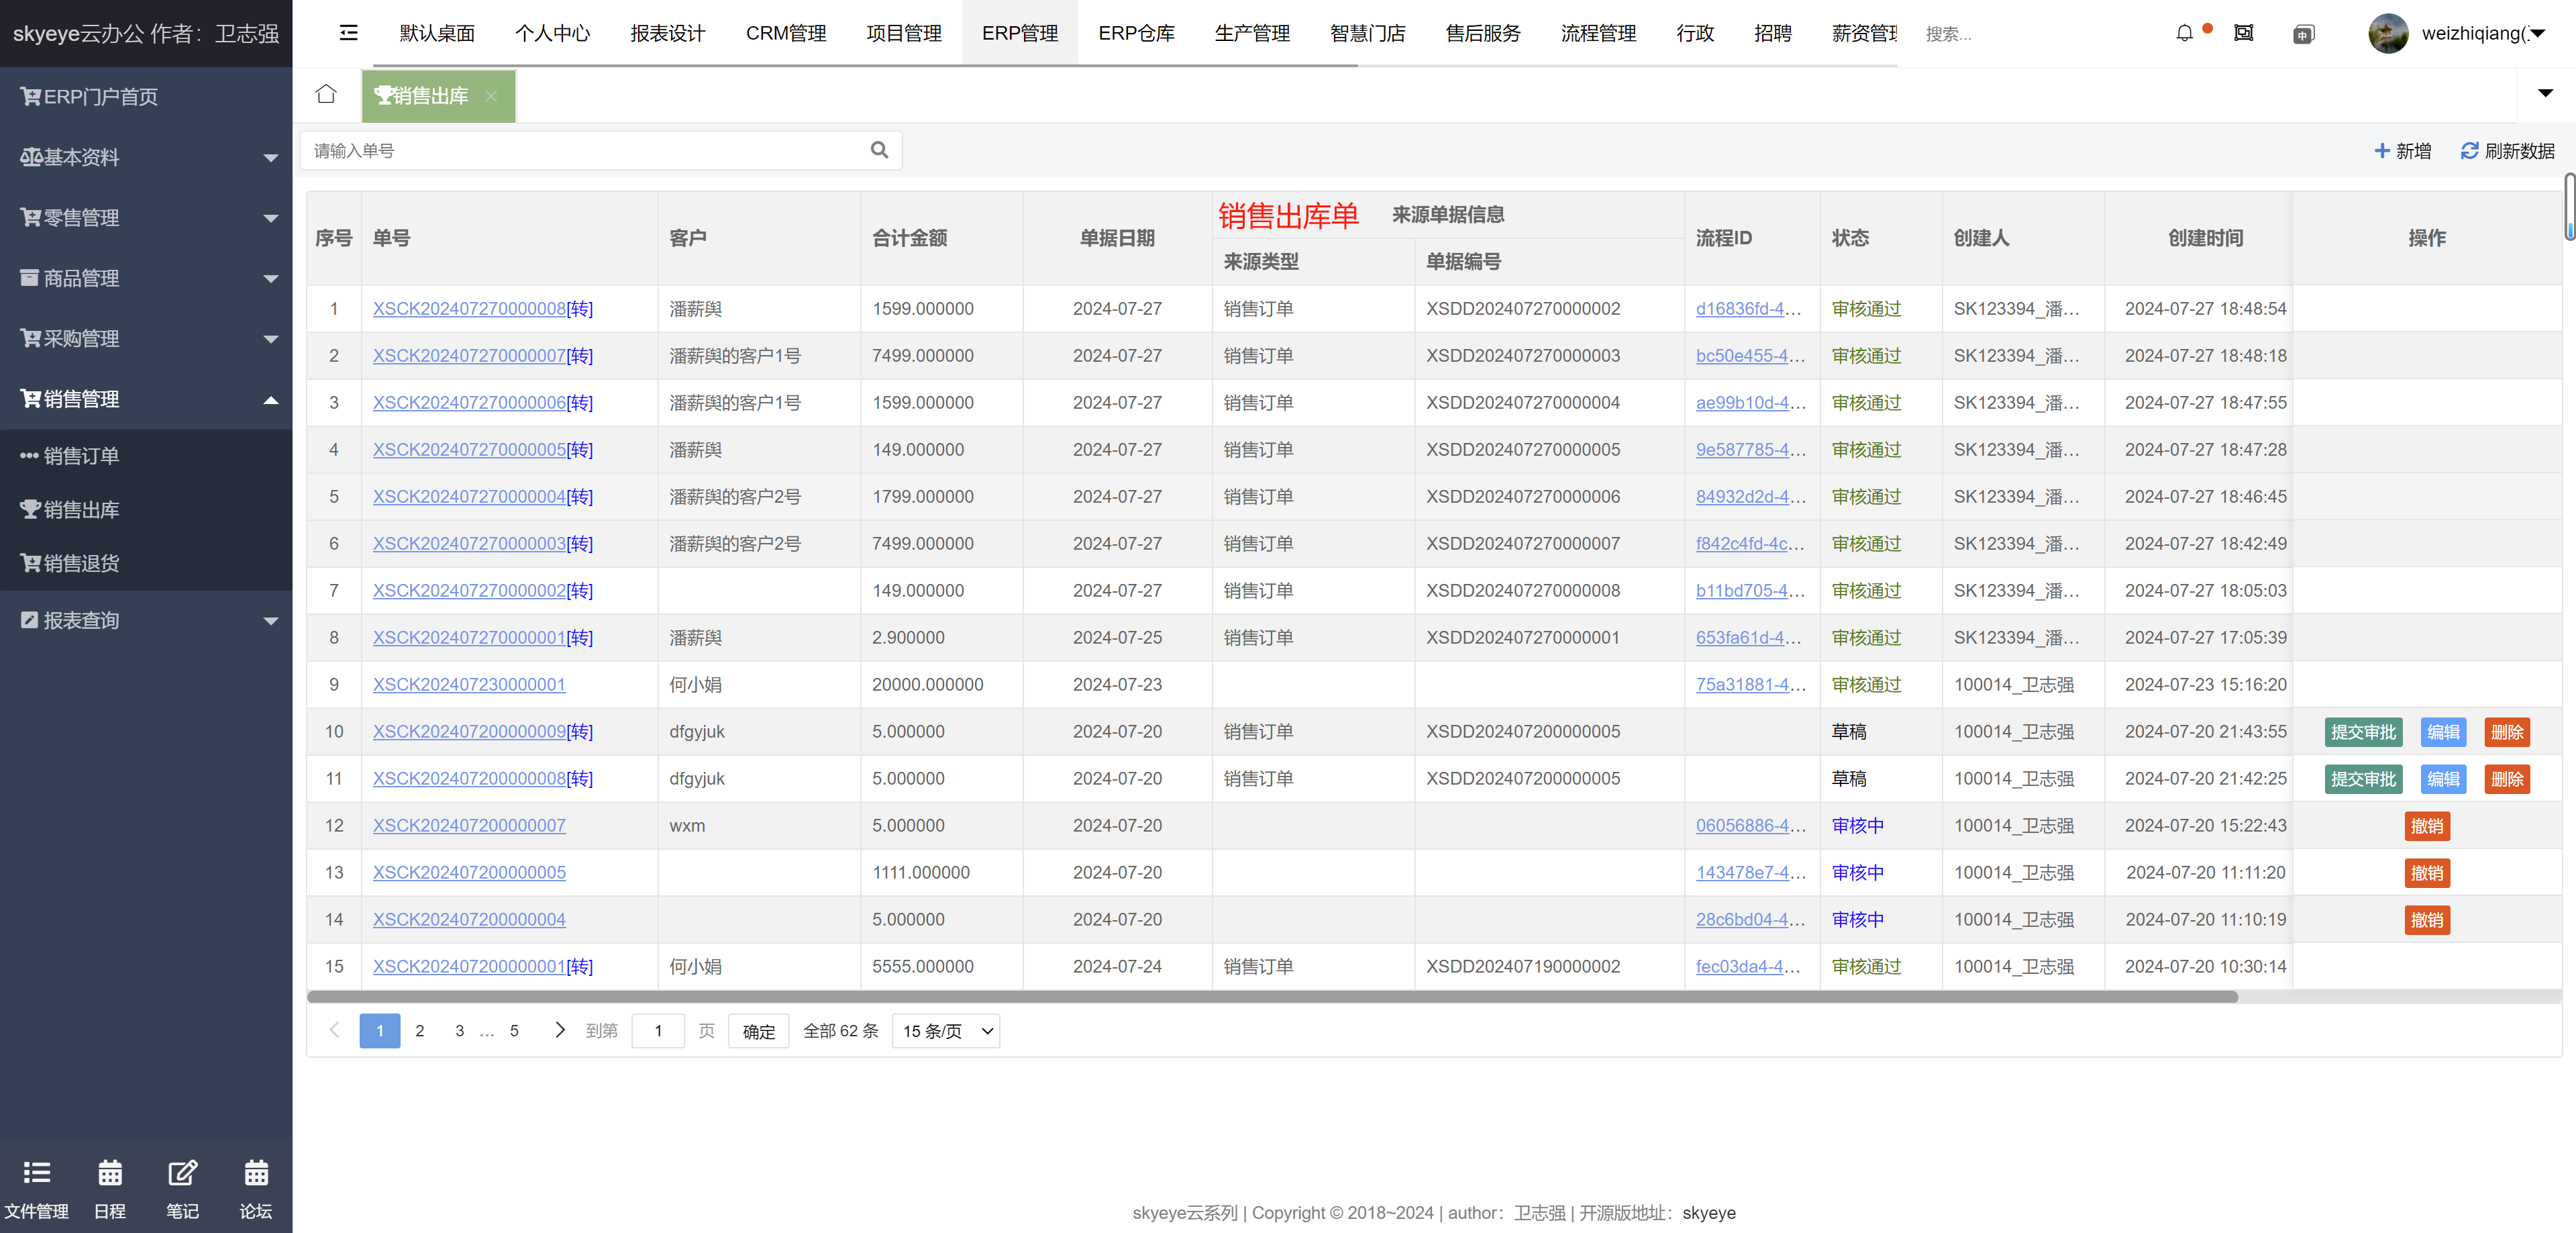 skyeye云办公 作者：卫志强
默认桌面 个人中心 报表设计 CRM管理 项目管理 ERP管理 ERP仓库 生产管理 智慧门店 售后服务 流程管理 行政 招聘 薪资管理 搜索... weizhiqiang(
ERP门户首页
基本资料
零售管理
商品管理
采购管理
销售管理
销售订单
销售出库
销售退货
报表查询
文件管理 日程 笔记 论坛
销售出库
请输入单号 新增 刷新数据
销售出库单 来源单据信息
序号 单号 客户 合计金额 单据日期 来源类型 单据编号 流程ID 状态 创建人 创建时间 操作
1 XSCK202407270000008[转] 潘薪舆 1599.000000 2024-07-27 销售订单 XSDD202407270000002 d16836fd-4... 审核通过 SK123394_潘... 2024-07-27 18:48:54
2 XSCK202407270000007[转] 潘薪舆的客户1号 7499.000000 2024-07-27 销售订单 XSDD202407270000003 bc50e455-4... 审核通过 SK123394_潘... 2024-07-27 18:48:18
3 XSCK202407270000006[转] 潘薪舆的客户1号 1599.000000 2024-07-27 销售订单 XSDD202407270000004 ae99b10d-4... 审核通过 SK123394_潘... 2024-07-27 18:47:55
4 XSCK202407270000005[转] 潘薪舆 149.000000 2024-07-27 销售订单 XSDD202407270000005 9e587785-4... 审核通过 SK123394_潘... 2024-07-27 18:47:28
5 XSCK202407270000004[转] 潘薪舆的客户2号 1799.000000 2024-07-27 销售订单 XSDD202407270000006 84932d2d-4... 审核通过 SK123394_潘... 2024-07-27 18:46:45
6 XSCK202407270000003[转] 潘薪舆的客户2号 7499.000000 2024-07-27 销售订单 XSDD202407270000007 f842c4fd-4c... 审核通过 SK123394_潘... 2024-07-27 18:42:49
7 XSCK202407270000002[转] 149.000000 2024-07-27 销售订单 XSDD202407270000008 b11bd705-4... 审核通过 SK123394_潘... 2024-07-27 18:05:03
8 XSCK202407270000001[转] 潘薪舆 2.900000 2024-07-25 销售订单 XSDD202407270000001 653fa61d-4... 审核通过 SK123394_潘... 2024-07-27 17:05:39
9 XSCK202407230000001 何小娟 20000.000000 2024-07-23 75a31881-4... 审核通过 100014_卫志强 2024-07-23 15:16:20
10 XSCK202407200000009[转] dfgyjuk 5.000000 2024-07-20 销售订单 XSDD202407200000005 草稿 100014_卫志强 2024-07-20 21:43:55 提交审批 编辑 删除
11 XSCK202407200000008[转] dfgyjuk 5.000000 2024-07-20 销售订单 XSDD202407200000005 草稿 100014_卫志强 2024-07-20 21:42:25 提交审批 编辑 删除
12 XSCK202407200000007 wxm 5.000000 2024-07-20 06056886-4... 审核中 100014_卫志强 2024-07-20 15:22:43 撤销
13 XSCK202407200000005 1111.000000 2024-07-20 143478e7-4... 审核中 100014_卫志强 2024-07-20 11:11:20 撤销
14 XSCK202407200000004 5.000000 2024-07-20 28c6bd04-4... 审核中 100014_卫志强 2024-07-20 11:10:19 撤销
15 XSCK202407200000001[转] 何小娟 5555.000000 2024-07-24 销售订单 XSDD202407190000002 fec03da4-4... 审核通过 100014_卫志强 2024-07-20 10:30:14
1 2 3 ... 5 到第 1 页 确定 全部 62 条 15 条/页
skyeye云系列 | Copyright © 2018~2024 | author：卫志强 | 开源版地址：skyeye